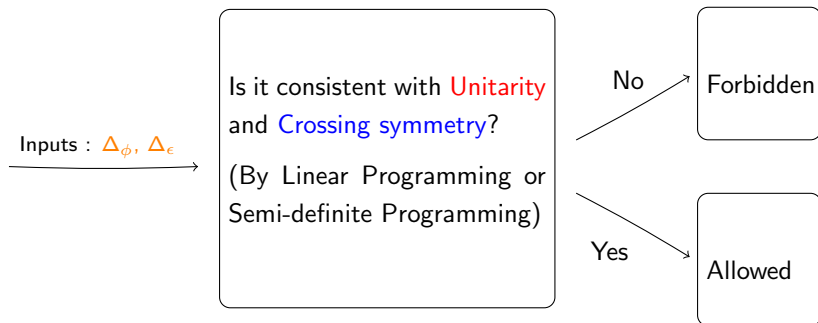 Inputs : Δ_ϕ, Δ_ϵ
Is it consistent with Unitarity
and Crossing symmetry?
(By Linear Programming or
Semi-definite Programming)
No
Forbidden
Yes
Allowed